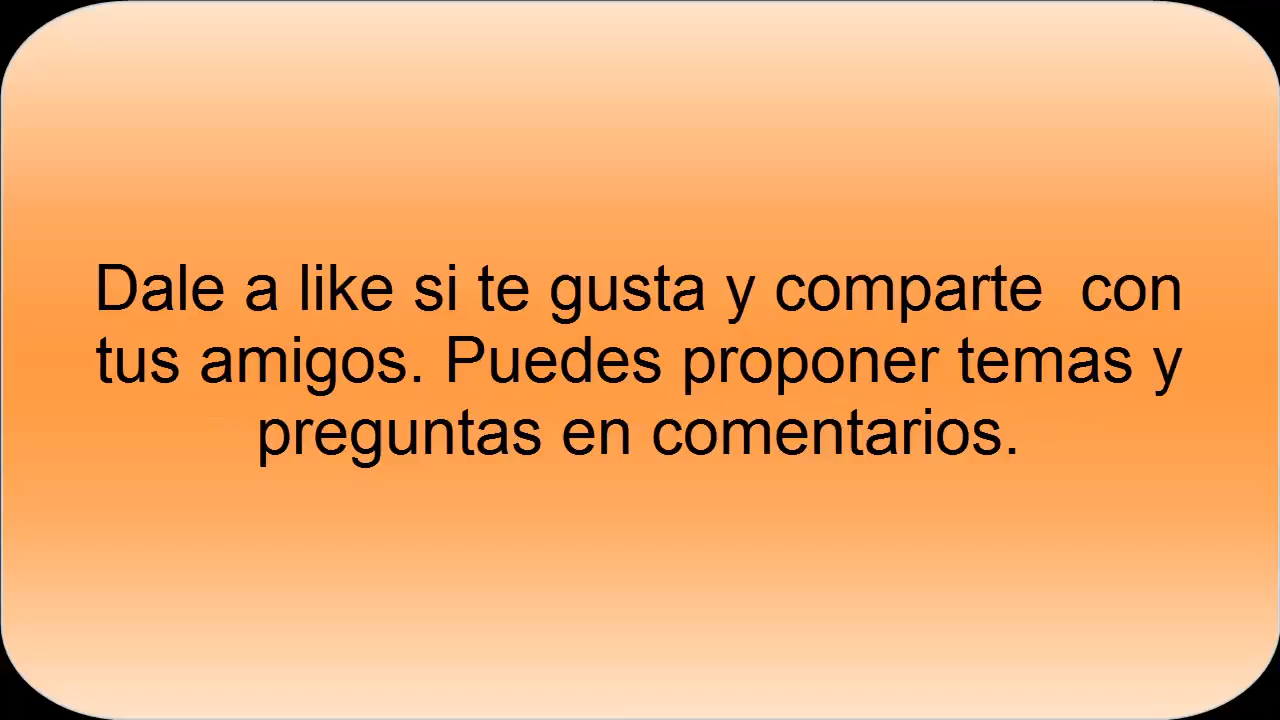 Dale a like si te gusta y comparte  con
tus amigos. Puedes proponer temas y
preguntas en comentarios.